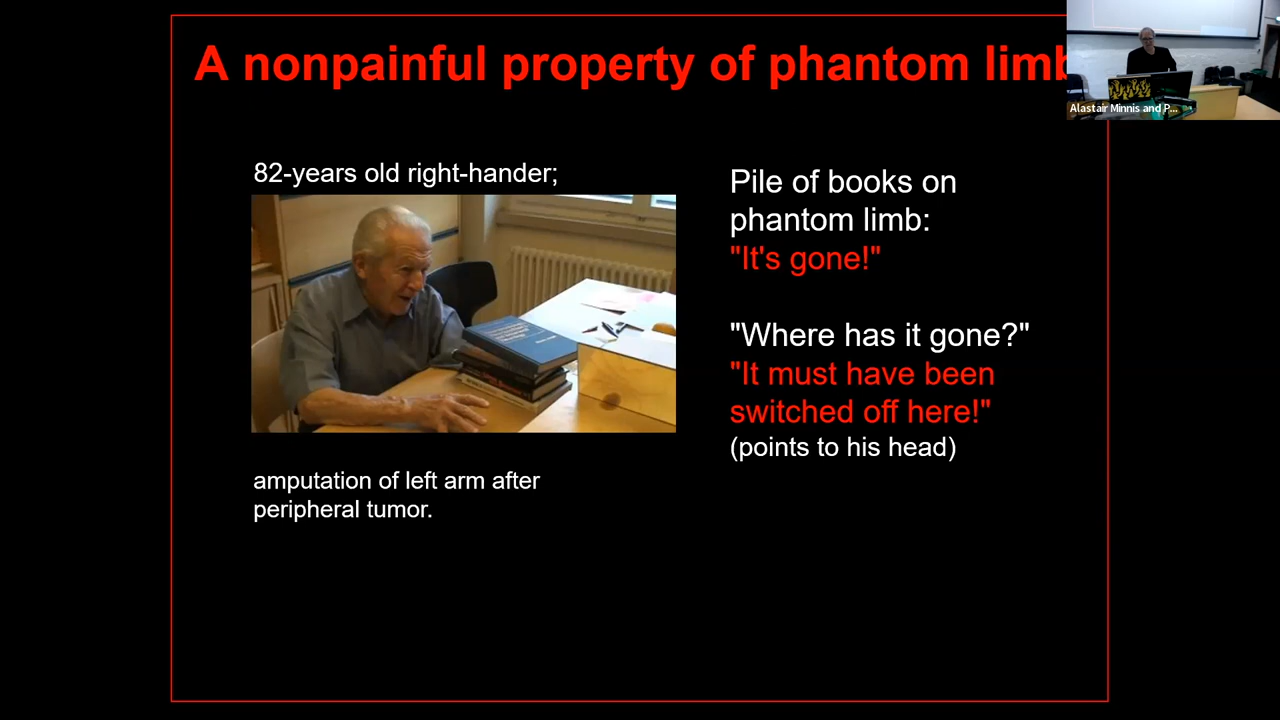 A nonpainful property of phantom limb
Alastair Minnis and P...
82-years old right-hander;
Pile of books on
phantom limb:
"It's gone!"
"Where has it gone?"
"It must have been
switched off here!"
(points to his head)
amputation of left arm after
peripheral tumor.